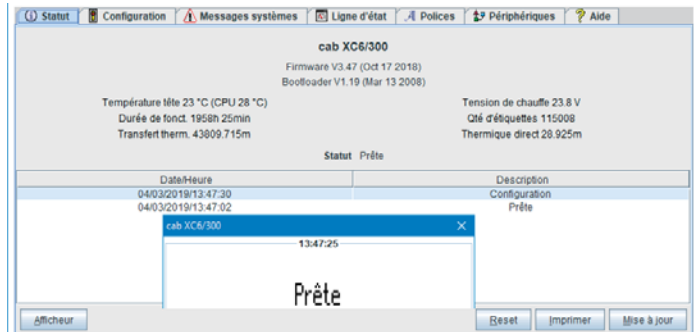 Statut Configuration Messages systèmes Ligne d'état Polices Périphériques Aide
cab XC6/300
Firmware V3.47 (Oct 17 2018)
Bootloader V1.19 (Mar 13 2008)
Température tête 23 °C (CPU 28 °C) Tension de chauffe 23.8 V
Durée de fonct. 1958h 25min Qté d'étiquettes 115008
Transfert therm. 43809.715m Thermique direct 28.925m
Statut Prête
Date/Heure Description
04/03/2019/13:47:30 Configuration
04/03/2019/13:47:02 Prête
cab XC6/300
13:47:25
Prête
Afficheur Reset Imprimer Mise à jour